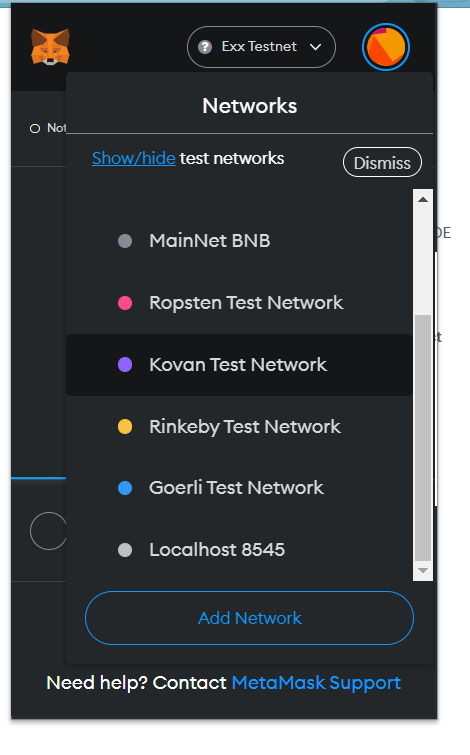 ? Exx Testnet
Not
Networks
Show/hide test networks
Dismiss
MainNet BNB
Ropsten Test Network
Kovan Test Network
Rinkeby Test Network
Goerli Test Network
Localhost 8545
Add Network
Need help? Contact MetaMask Support
DE